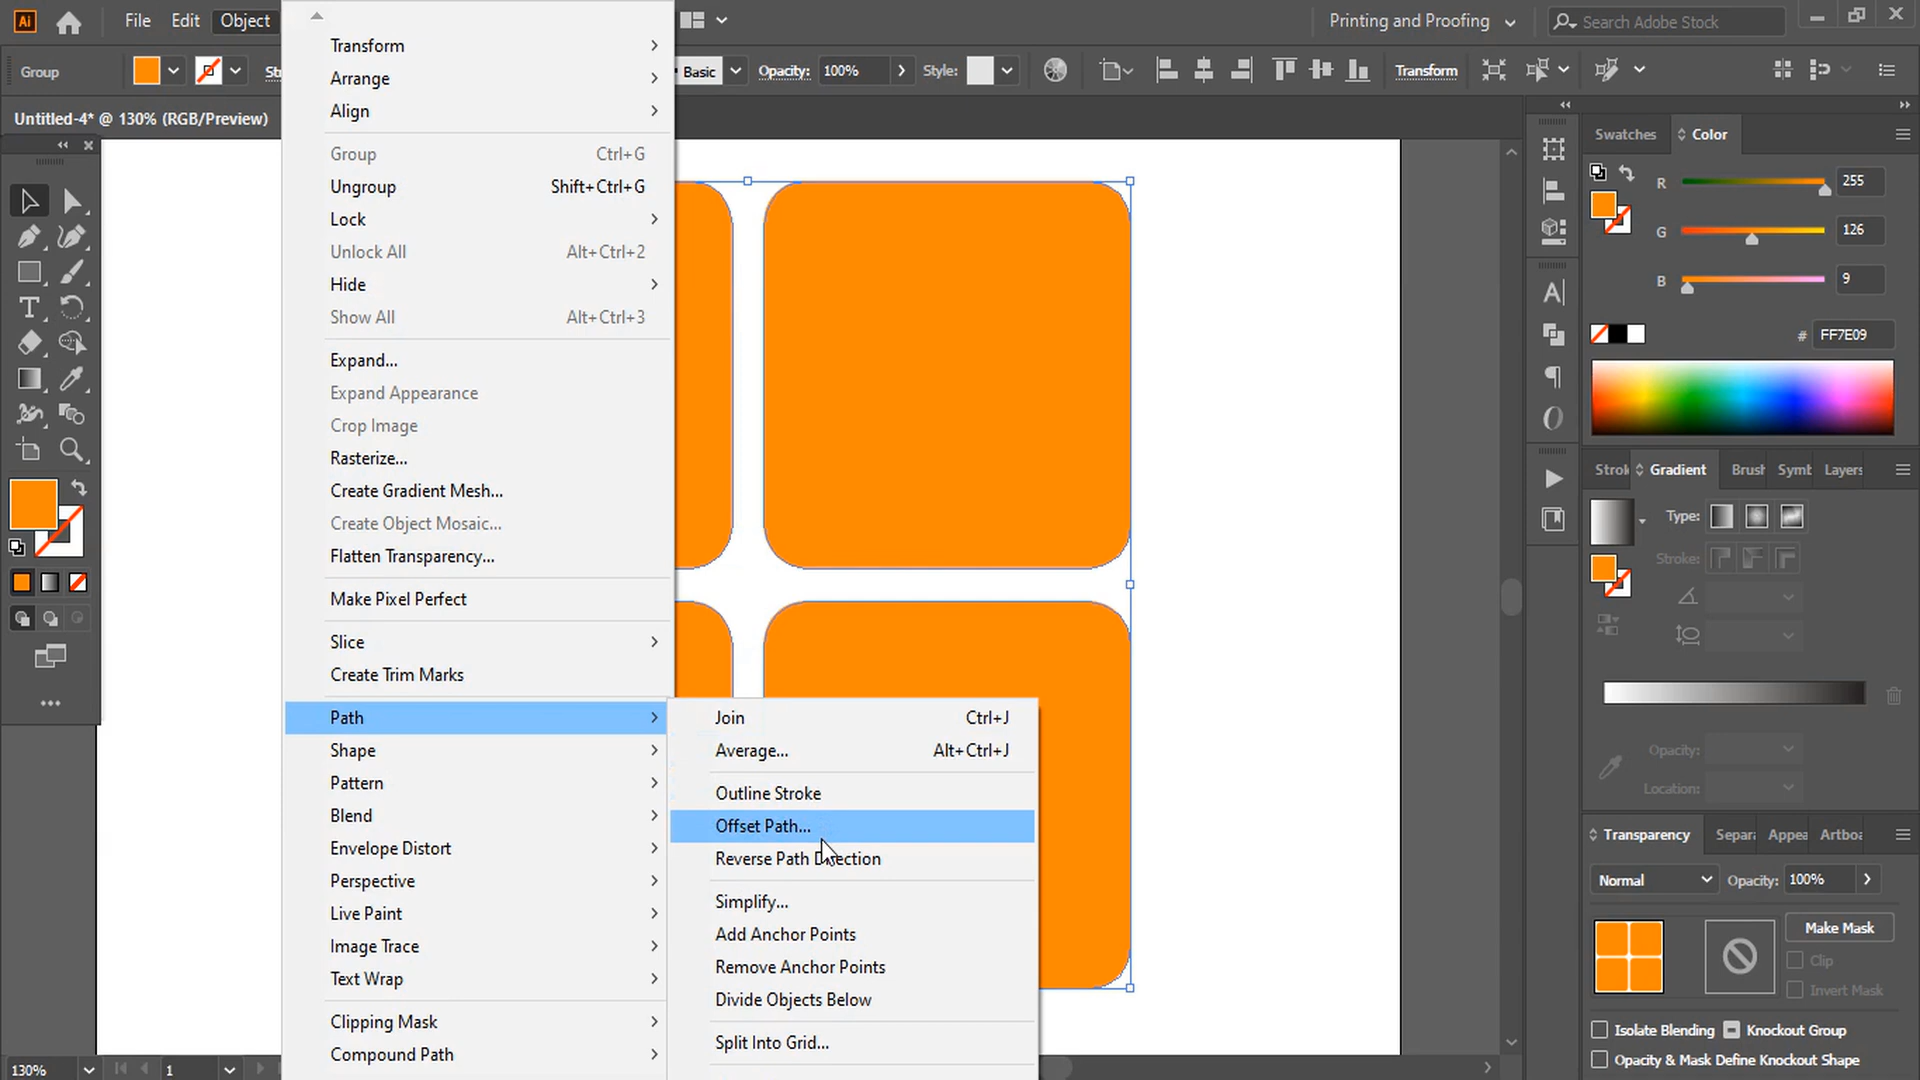 Ai
File
Edit
Object
Printing and Proofing
Search Adobe Stock
Group
Basic
Opacity:
100%
Style:
Transform
Untitled-4* @ 130% (RGB/Preview)
Transform
Arrange
Align
Group Ctrl+G
Ungroup Shift+Ctrl+G
Lock
Unlock All Alt+Ctrl+2
Hide
Show All Alt+Ctrl+3
Expand...
Expand Appearance
Crop Image
Rasterize...
Create Gradient Mesh...
Create Object Mosaic...
Flatten Transparency...
Make Pixel Perfect
Slice
Create Trim Marks
Path
Shape
Pattern
Blend
Envelope Distort
Perspective
Live Paint
Image Trace
Text Wrap
Clipping Mask
Compound Path
Join Ctrl+J
Average... Alt+Ctrl+J
Outline Stroke
Offset Path...
Reverse Path Direction
Simplify...
Add Anchor Points
Remove Anchor Points
Divide Objects Below
Split Into Grid...
Swatches
Color
R 255
G 126
B 9
# FF7E09
Strok
Gradient
Brush
Symb
Layers
Type:
Stroke:
Opacity:
Location:
Transparency
Separa
Appea
Artboa
Normal
Opacity: 100%
Make Mask
Clip
Invert Mask
Isolate Blending
Knockout Group
Opacity & Mask Define Knockout Shape
130%
1